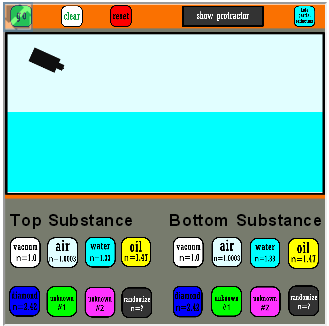 go clear reset show protractor
Top Substance Bottom Substance
vacuum air water oil vacuum air water oil
n=1.0 n=1.0003 n=1.33 n=1.47 n=1.0 n=1.0003 n=1.33 n=1.47
unknown unknown randomize unknown unknown randomize
#1 #2 n=? #1 #2 n=?